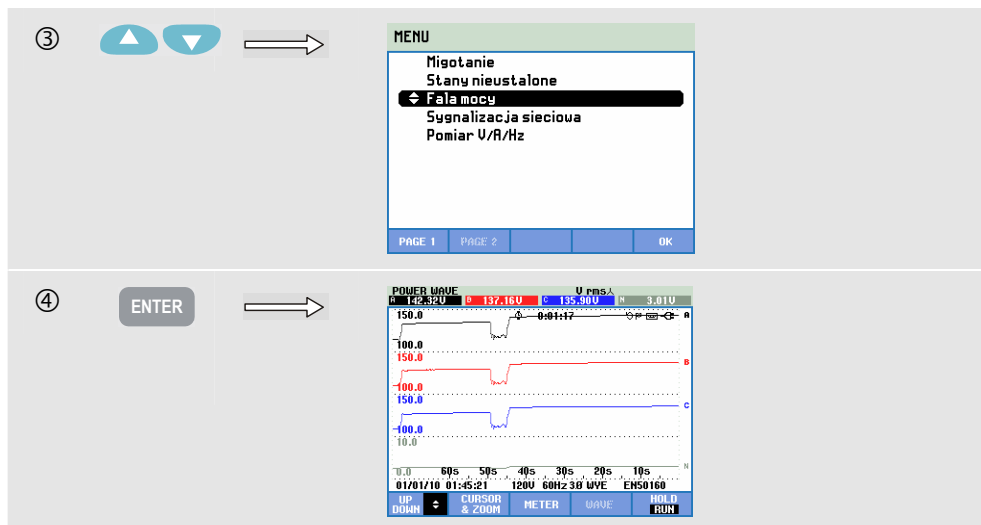 ③
MENU
Migotanie
Stany nieustalone
Fala mocy
Sygnalizacja sieciowa
Pomiar V/A/Hz
PAGE 1 PAGE 2 OK
④
ENTER
POWER WAVE V rms
A 142.32V B 137.16V C 135.90V N 3.01V
150.0 0:01:17 P A
100.0
150.0 B
100.0
150.0 C
100.0
10.0
0.0 60s 50s 40s 30s 20s 10s N
01/01/10 01:45:21 120V 60Hz 3Ø WYE EN50160
UP DOWN CURSOR & ZOOM METER WAVE HOLD RUN